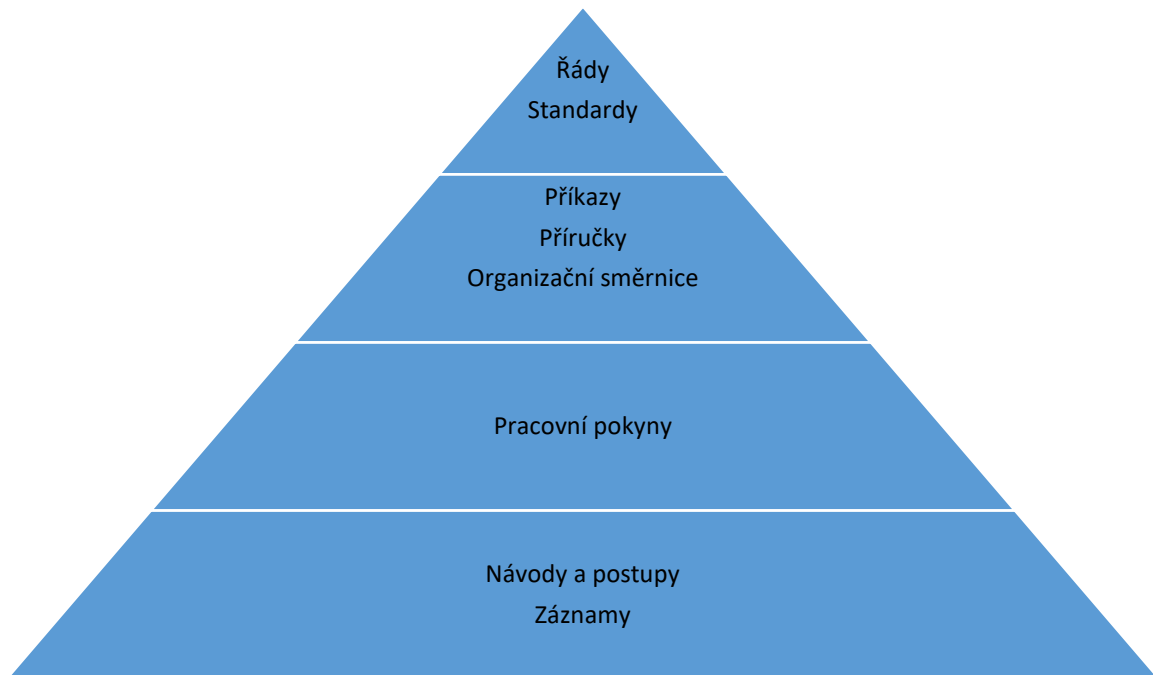 Řády
Standardy
Příkazy
Příručky
Organizační směrnice
Pracovní pokyny
Návody a postupy
Záznamy